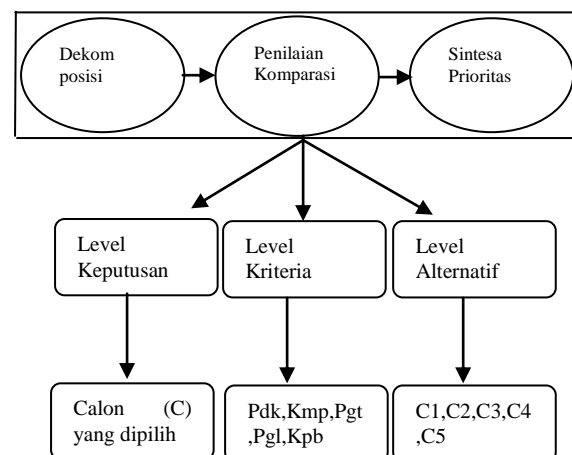 Dekom
posisi
Penilaian
Komparasi
Sintesa
Prioritas
Level
Keputusan
Level
Kriteria
Level
Alternatif
Calon (C)
yang dipilih
Pdk,Kmp,Pgt
,Pgl,Kpb
C1,C2,C3,C4
,C5